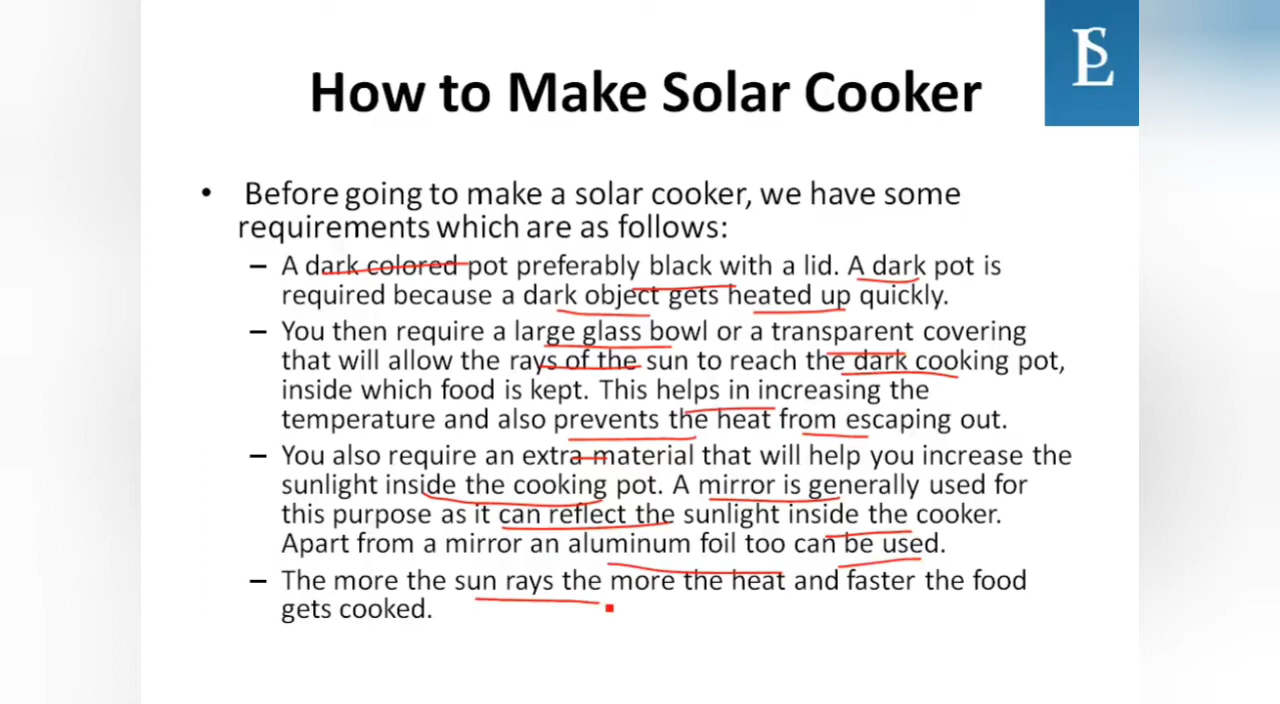 LS
How to Make Solar Cooker
• Before going to make a solar cooker, we have some
requirements which are as follows:
– A dark colored pot preferably black with a lid. A dark pot is
required because a dark object gets heated up quickly.
– You then require a large glass bowl or a transparent covering
that will allow the rays of the sun to reach the dark cooking pot,
inside which food is kept. This helps in increasing the
temperature and also prevents the heat from escaping out.
– You also require an extra material that will help you increase the
sunlight inside the cooking pot. A mirror is generally used for
this purpose as it can reflect the sunlight inside the cooker.
Apart from a mirror an aluminum foil too can be used.
– The more the sun rays the more the heat and faster the food
gets cooked.